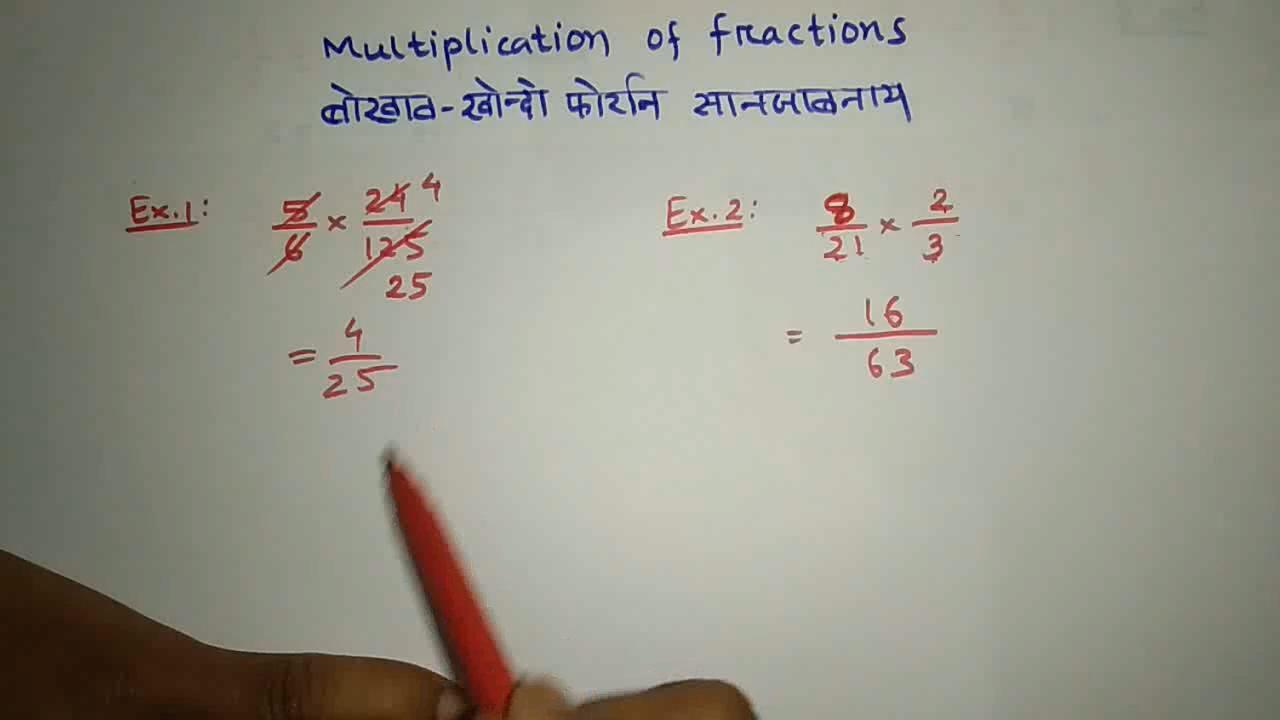 Multiplication of fractions
बोखाव-खोन्दो फोरनि सानजाबनाय
Ex.1: 5/6 × 24/125 4
25
= 4/25
Ex.2: 8/21 × 2/3
= 16/63